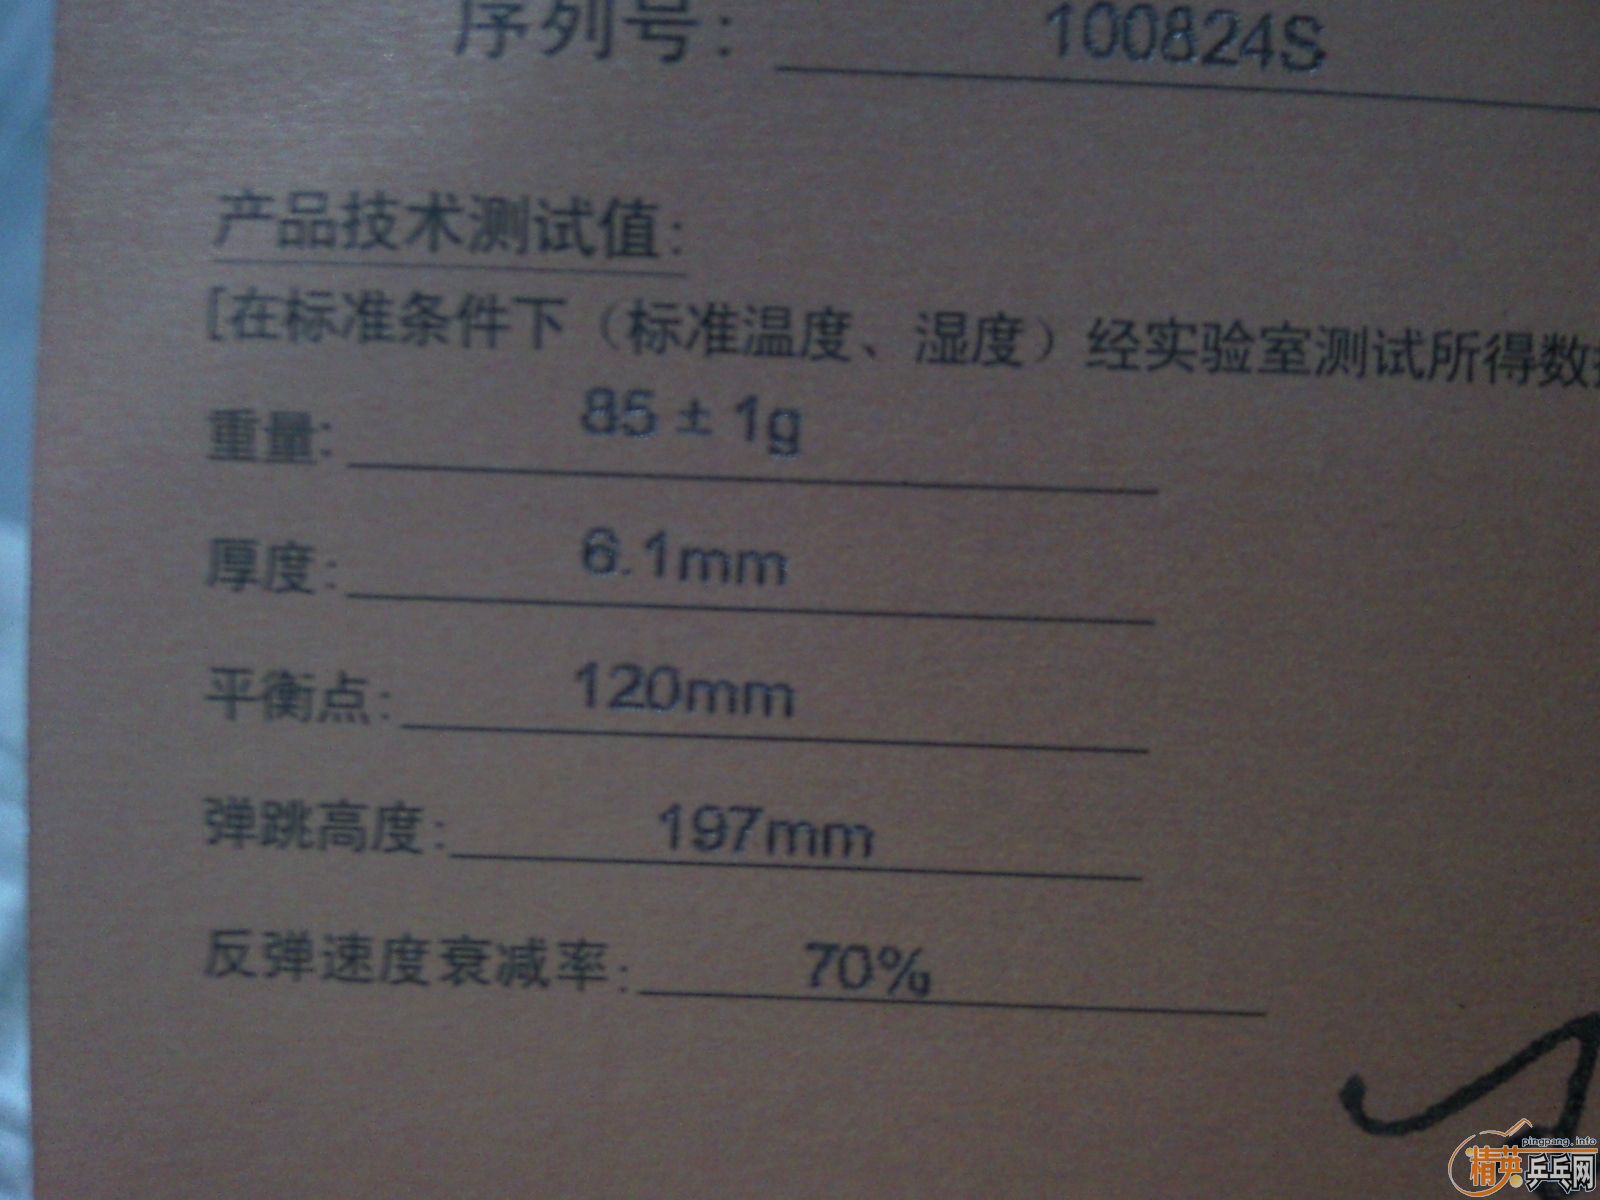 序列号: 100824S
产品技术测试值:
[在标准条件下（标准温度、湿度）经实验室测试所得数
重量: 85±1g
厚度: 6.1mm
平衡点: 120mm
弹跳高度: 197mm
反弹速度衰减率: 70%
pingpang.info
精英乒乓网